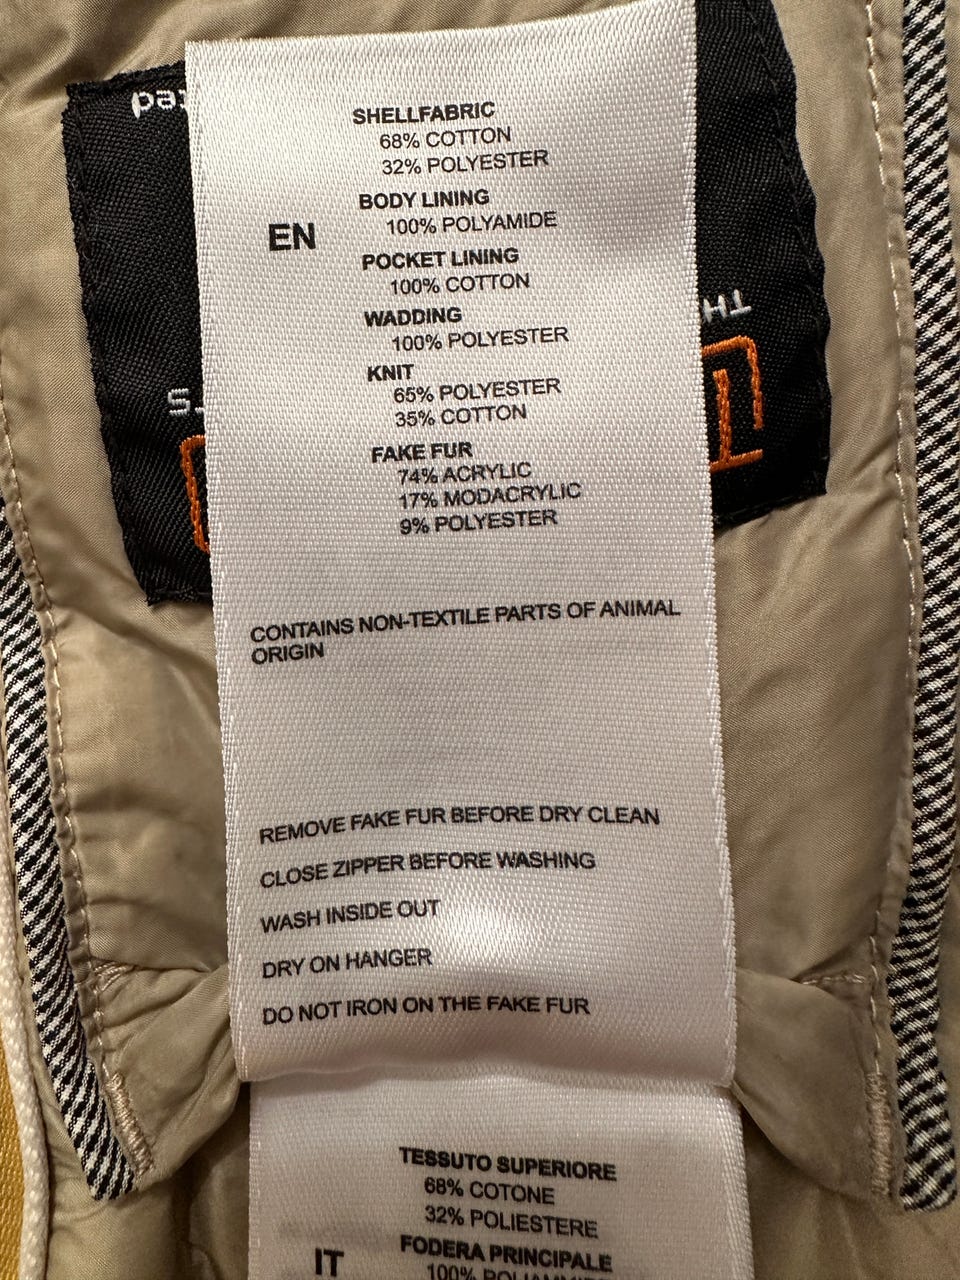 SHELLFABRIC
68% COTTON
32% POLYESTER
BODY LINING
100% POLYAMIDE
EN
POCKET LINING
100% COTTON
WADDING
100% POLYESTER
KNIT
65% POLYESTER
35% COTTON
FAKE FUR
74% ACRYLIC
17% MODACRYLIC
9% POLYESTER
CONTAINS NON-TEXTILE PARTS OF ANIMAL
ORIGIN
REMOVE FAKE FUR BEFORE DRY CLEAN
CLOSE ZIPPER BEFORE WASHING
WASH INSIDE OUT
DRY ON HANGER
DO NOT IRON ON THE FAKE FUR
TESSUTO SUPERIORE
68% COTONE
32% POLIESTERE
IT
FODERA PRINCIPALE
100%